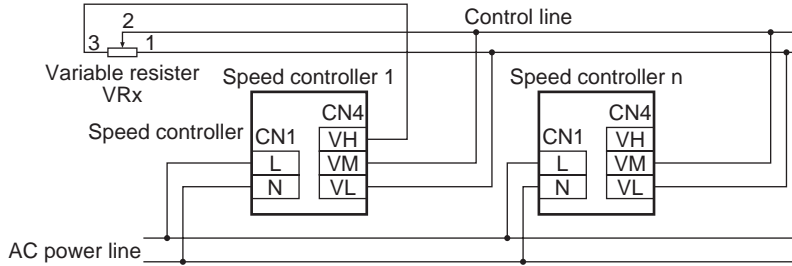 Control line
2
3
1
Variable resister
VRx
Speed controller 1
Speed controller n
CN4
CN4
Speed controller
CN1
VH
CN1
VH
L
VM
L
VM
N
VL
N
VL
AC power line